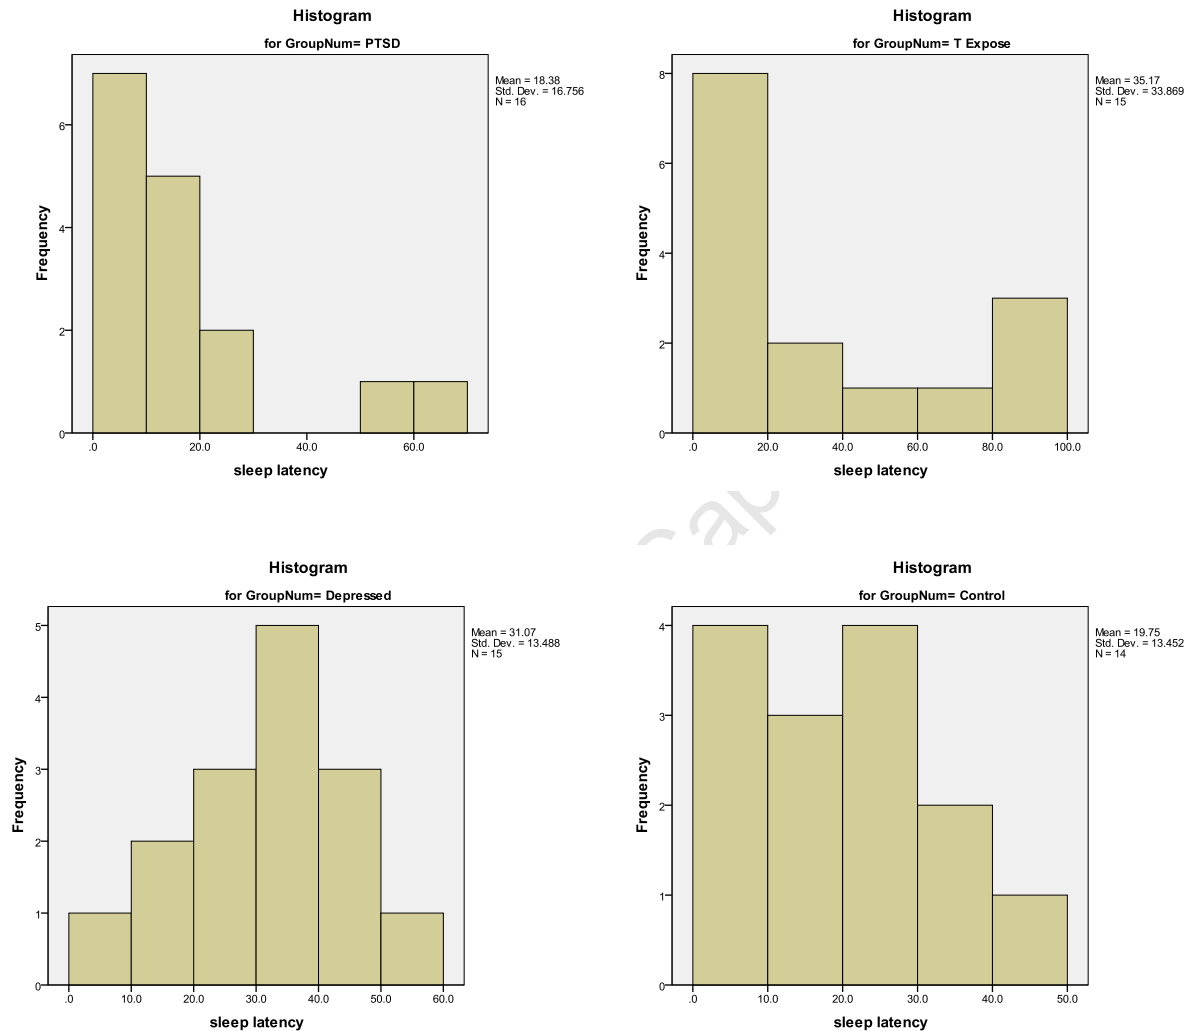 Histogram
for GroupNum= PTSD
Mean = 18.38
Std. Dev. = 16.756
N = 16
6
4
2
0
Frequency
.0 20.0 40.0 60.0
sleep latency
Histogram
for GroupNum= T Expose
Mean = 35.17
Std. Dev. = 33.869
N = 15
8
6
4
2
0
Frequency
.0 20.0 40.0 60.0 80.0 100.0
sleep latency
Histogram
for GroupNum= Depressed
Mean = 31.07
Std. Dev. = 13.488
N = 15
5
4
3
2
1
0
Frequency
.0 10.0 20.0 30.0 40.0 50.0 60.0
sleep latency
Histogram
for GroupNum= Control
Mean = 19.75
Std. Dev. = 13.452
N = 14
4
3
2
1
0
Frequency
.0 10.0 20.0 30.0 40.0 50.0
sleep latency